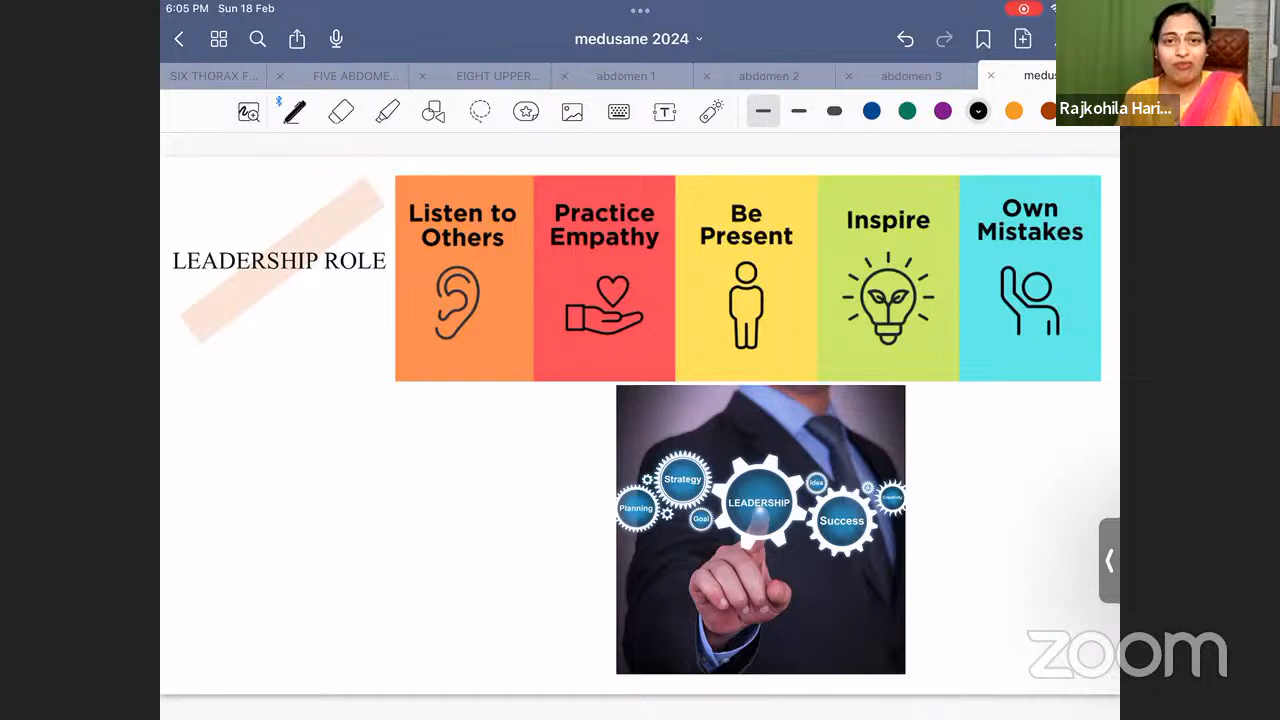 6:05 PM Sun 18 Feb
medusane 2024
SIX THORAX F...
FIVE ABDOME...
EIGHT UPPER...
abdomen 1
abdomen 2
abdomen 3
medus
Rajkohila Hari...
LEADERSHIP ROLE
Listen to
Others
Practice
Empathy
Be
Present
Inspire
Own
Mistakes
Planning
Strategy
Goal
LEADERSHIP
Idea
Success
Creativity
zoom